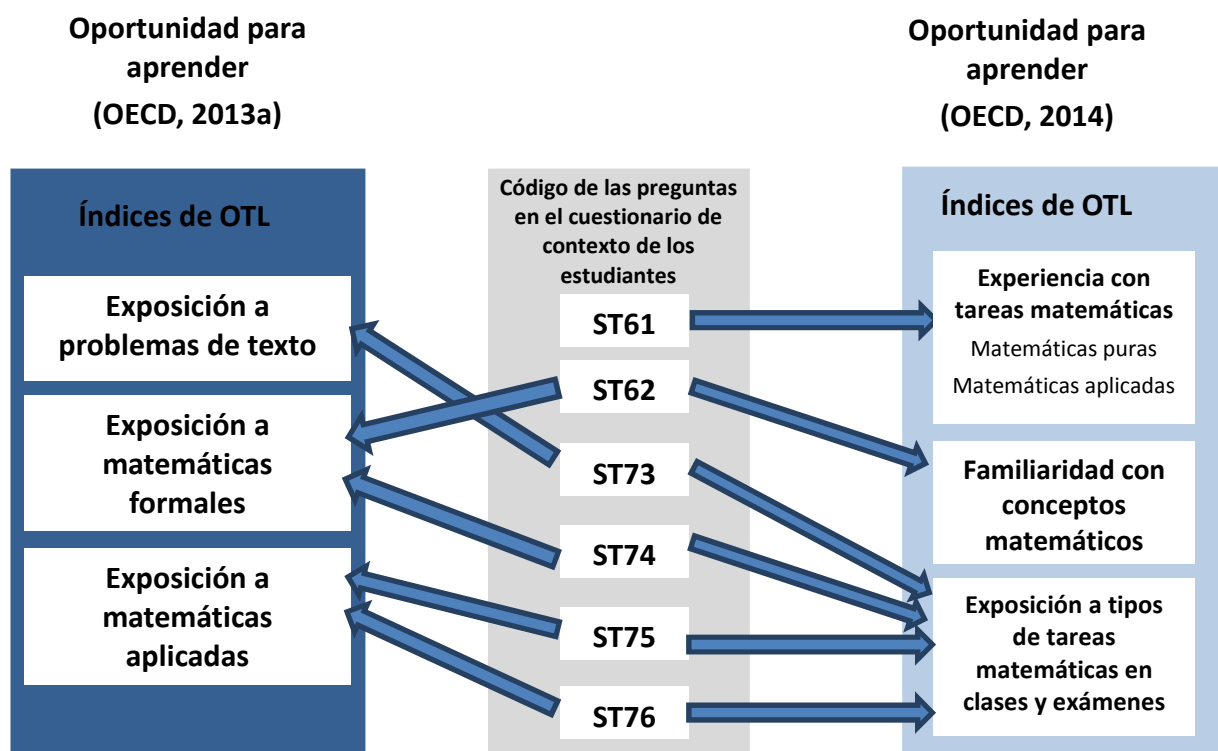 Oportunidad para
aprender
(OECD, 2013a)
Índices de OTL
Exposición a
problemas de texto
Exposición a
matemáticas
formales
Exposición a
matemáticas
aplicadas
Código de las preguntas
en el cuestionario de
contexto de los
estudiantes
ST61
ST62
ST73
ST74
ST75
ST76
Oportunidad para
aprender
(OECD, 2014)
Índices de OTL
Experiencia con
tareas matemáticas
Matemáticas puras
Matemáticas aplicadas
Familiaridad con
conceptos
matemáticos
Exposición a tipos
de tareas
matemáticas en
clases y exámenes